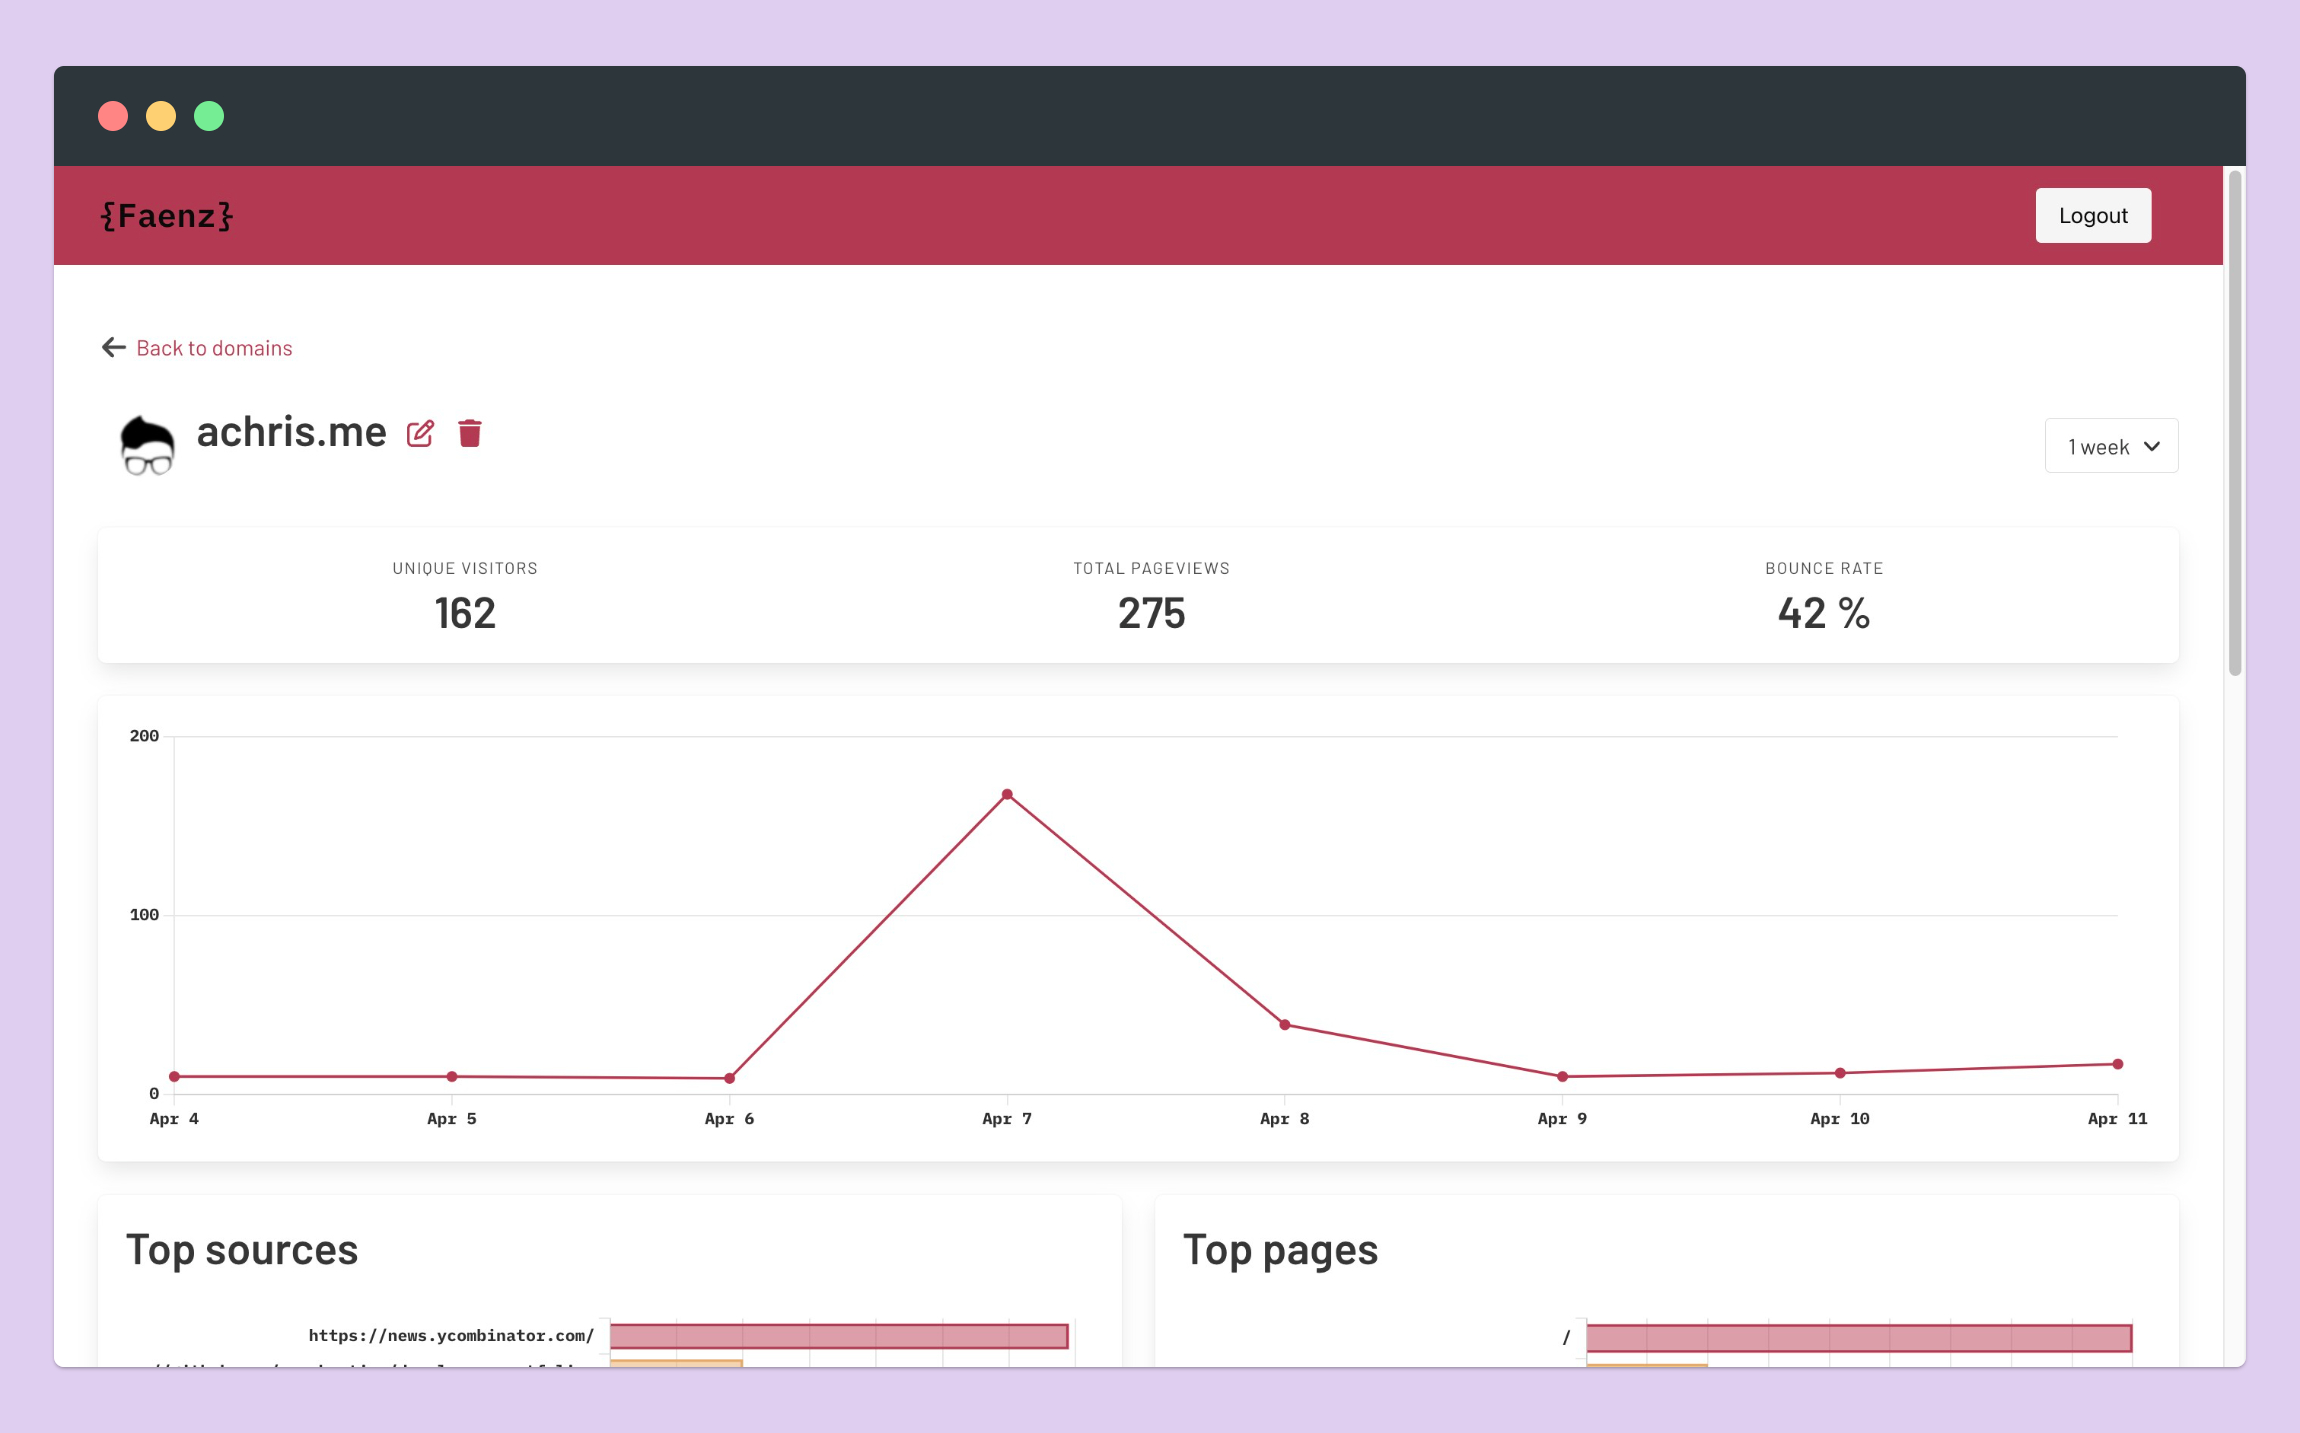 {Faenz}
Logout
Back to domains
achris.me
1 week
UNIQUE VISITORS
162
TOTAL PAGEVIEWS
275
BOUNCE RATE
42 %
200
100
0
Apr 4
Apr 5
Apr 6
Apr 7
Apr 8
Apr 9
Apr 10
Apr 11
Top sources
Top pages
https://news.ycombinator.com/
/